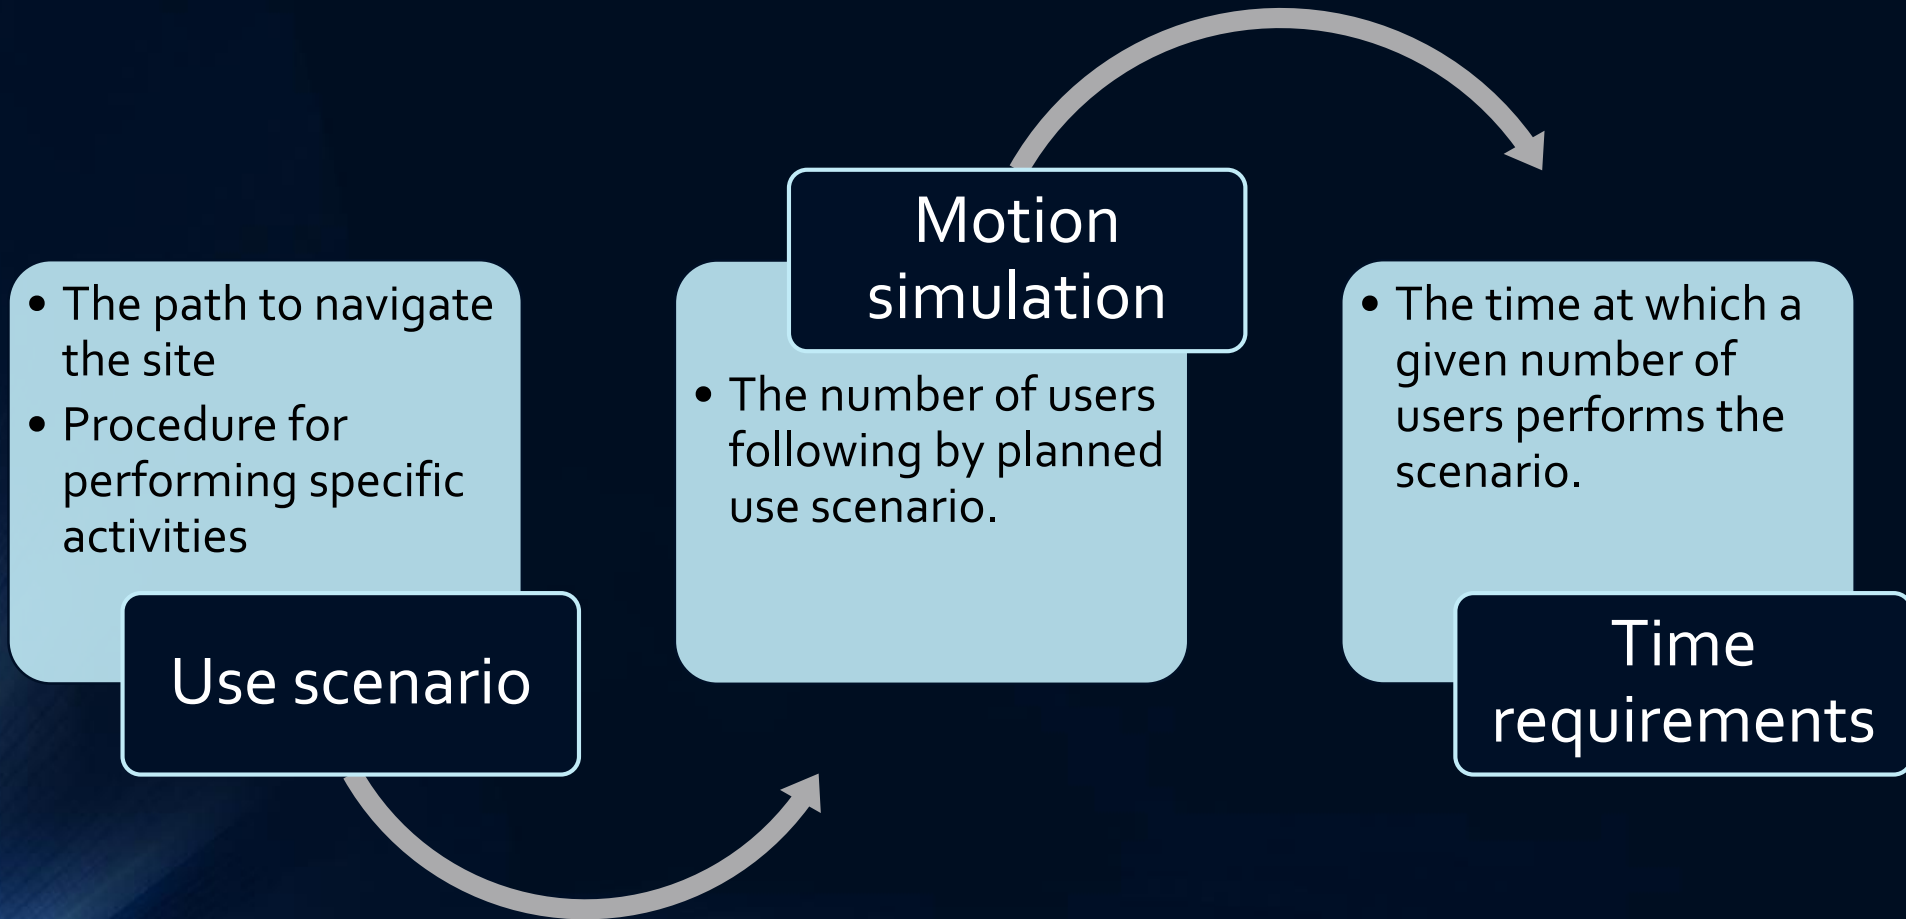 • The path to navigate
the site
• Procedure for
performing specific
activities
Use scenario
Motion
simulation
• The number of users
following by planned
use scenario.
• The time at which a
given number of
users performs the
scenario.
Time
requirements